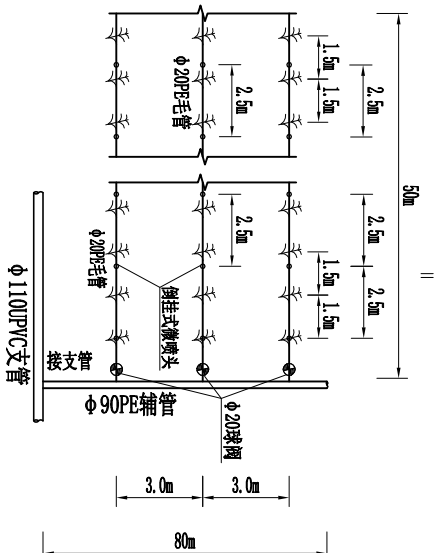 1.5m
1.5m
2.5m
2.5m
φ20PE毛管
50m
2.5m
2.5m
1.5m
1.5m
2.5m
φ20PE毛管
倒挂式微喷头
φ110UPVC支管
接支管
φ90PE辅管
φ20球阀
3.0m
3.0m
80m